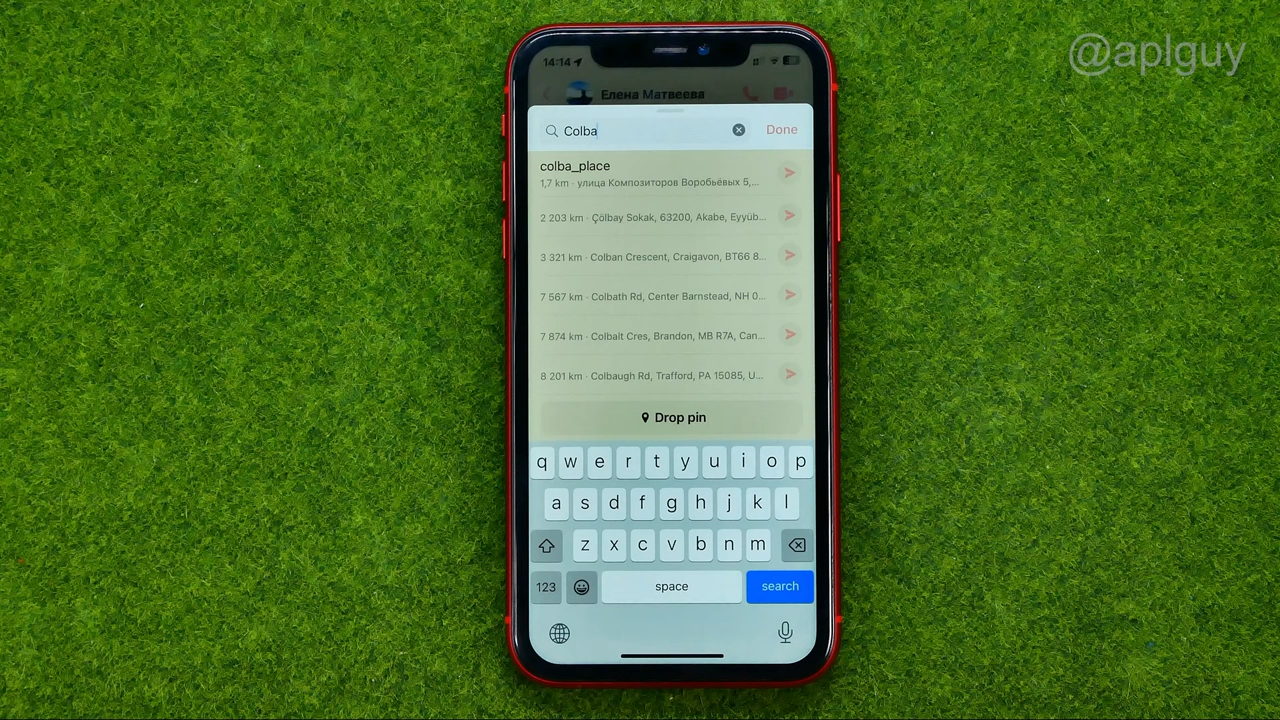 @aplguy
14:14
Елена Матвеева
Colba
Done
colba_place
1,7 km · улица Композиторов Воробьёвых 5,...
2 203 km · Çölbay Sokak, 63200, Akabe, Eyyüb...
3 321 km · Colban Crescent, Craigavon, BT66 8...
7 567 km · Colbath Rd, Center Barnstead, NH 0...
7 874 km · Colbalt Cres, Brandon, MB R7A, Can...
8 201 km · Colbaugh Rd, Trafford, PA 15085, U...
Drop pin
q w e r t y u i o p
a s d f g h j k l
z x c v b n m
123 space search